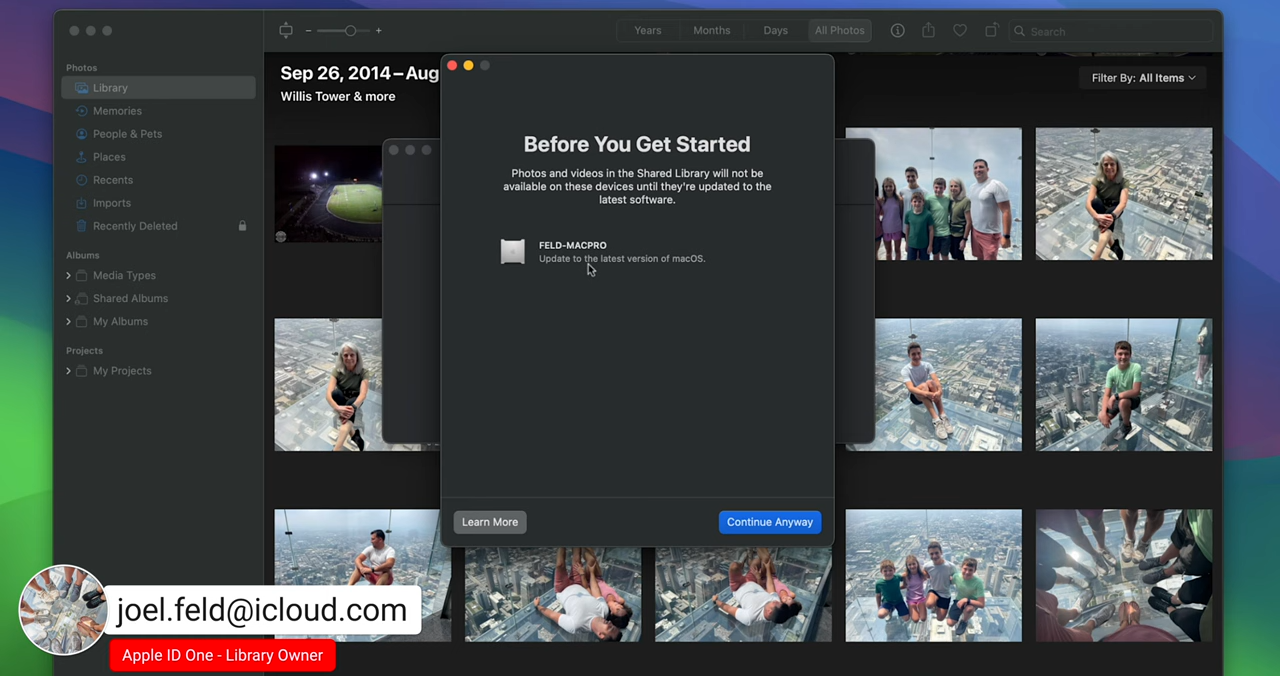 Years
Months
Days
All Photos
Search
Photos
Library
Memories
People & Pets
Places
Recents
Imports
Recently Deleted
Albums
Media Types
Shared Albums
My Albums
Projects
My Projects
Sep 26, 2014 – Aug
Willis Tower & more
Filter By: All Items
Before You Get Started
Photos and videos in the Shared Library will not be
available on these devices until they're updated to the
latest software.
FELD-MACPRO
Update to the latest version of macOS.
Learn More
Continue Anyway
joel.feld@icloud.com
Apple ID One - Library Owner